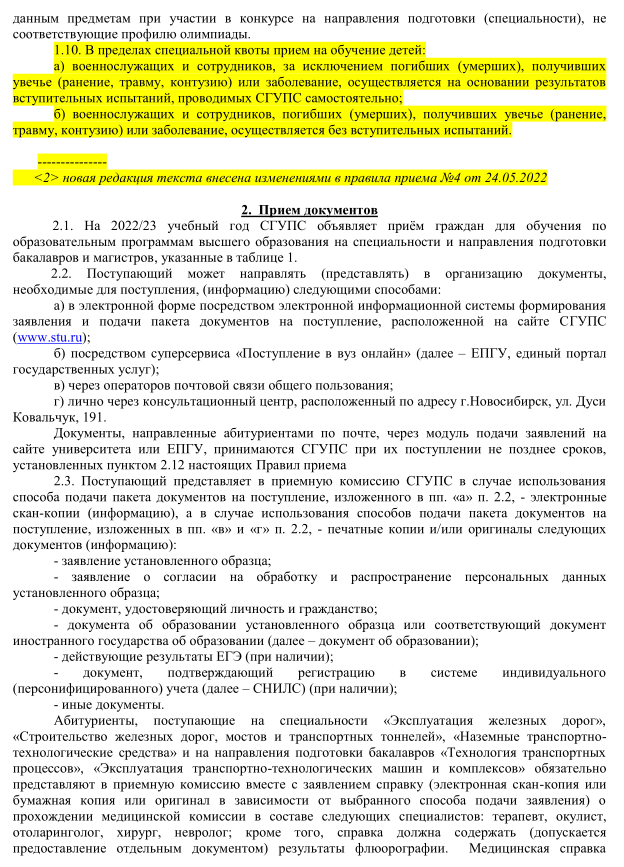 данным предметам при участии в конкурсе на направления подготовки (специальности), не
соответствующие профилю олимпиады.
1.10. В пределах специальной квоты прием на обучение детей:
а) военнослужащих и сотрудников, за исключением погибших (умерших), получивших
увечье (ранение, травму, контузию) или заболевание, осуществляется на основании результатов
вступительных испытаний, проводимых СГУПС самостоятельно;
б) военнослужащих и сотрудников, погибших (умерших), получивших увечье (ранение,
травму, контузию) или заболевание, осуществляется без вступительных испытаний.
---------------
<2> новая редакция текста внесена изменениями в правила приема №4 от 24.05.2022
2. Прием документов
2.1. На 2022/23 учебный год СГУПС объявляет приём граждан для обучения по
образовательным программам высшего образования на специальности и направления подготовки
бакалавров и магистров, указанные в таблице 1.
2.2. Поступающий может направлять (представлять) в организацию документы,
необходимые для поступления, (информацию) следующими способами:
а) в электронной форме посредством электронной информационной системы формирования
заявления и подачи пакета документов на поступление, расположенной на сайте СГУПС
(www.stu.ru);
б) посредством суперсервиса «Поступление в вуз онлайн» (далее – ЕПГУ, единый портал
государственных услуг);
в) через операторов почтовой связи общего пользования;
г) лично через консультационный центр, расположенный по адресу г.Новосибирск, ул. Дуси
Ковальчук, 191.
Документы, направленные абитуриентами по почте, через модуль подачи заявлений на
сайте университета или ЕПГУ, принимаются СГУПС при их поступлении не позднее сроков,
установленных пунктом 2.12 настоящих Правил приема
2.3. Поступающий представляет в приемную комиссию СГУПС в случае использования
способа подачи пакета документов на поступление, изложенного в пп. «а» п. 2.2, - электронные
скан-копии (информацию), а в случае использования способов подачи пакета документов на
поступление, изложенных в пп. «в» и «г» п. 2.2, - печатные копии и/или оригиналы следующих
документов (информацию):
- заявление установленного образца;
- заявление о согласии на обработку и распространение персональных данных
установленного образца;
- документ, удостоверяющий личность и гражданство;
- документа об образовании установленного образца или соответствующий документ
иностранного государства об образовании (далее – документ об образовании);
- действующие результаты ЕГЭ (при наличии);
- документ, подтверждающий регистрацию в системе индивидуального
(персонифицированного) учета (далее – СНИЛС) (при наличии);
- иные документы.
Абитуриенты, поступающие на специальности «Эксплуатация железных дорог»,
«Строительство железных дорог, мостов и транспортных тоннелей», «Наземные транспортно-
технологические средства» и на направления подготовки бакалавров «Технология транспортных
процессов», «Эксплуатация транспортно-технологических машин и комплексов» обязательно
представляют в приемную комиссию вместе с заявлением справку (электронная скан-копия или
бумажная копия или оригинал в зависимости от выбранного способа подачи заявления) о
прохождении медицинской комиссии в составе следующих специалистов: терапевт, окулист,
отоларинголог, хирург, невролог; кроме того, справка должна содержать (допускается
предоставление отдельным документом) результаты флюорографии. Медицинская справка